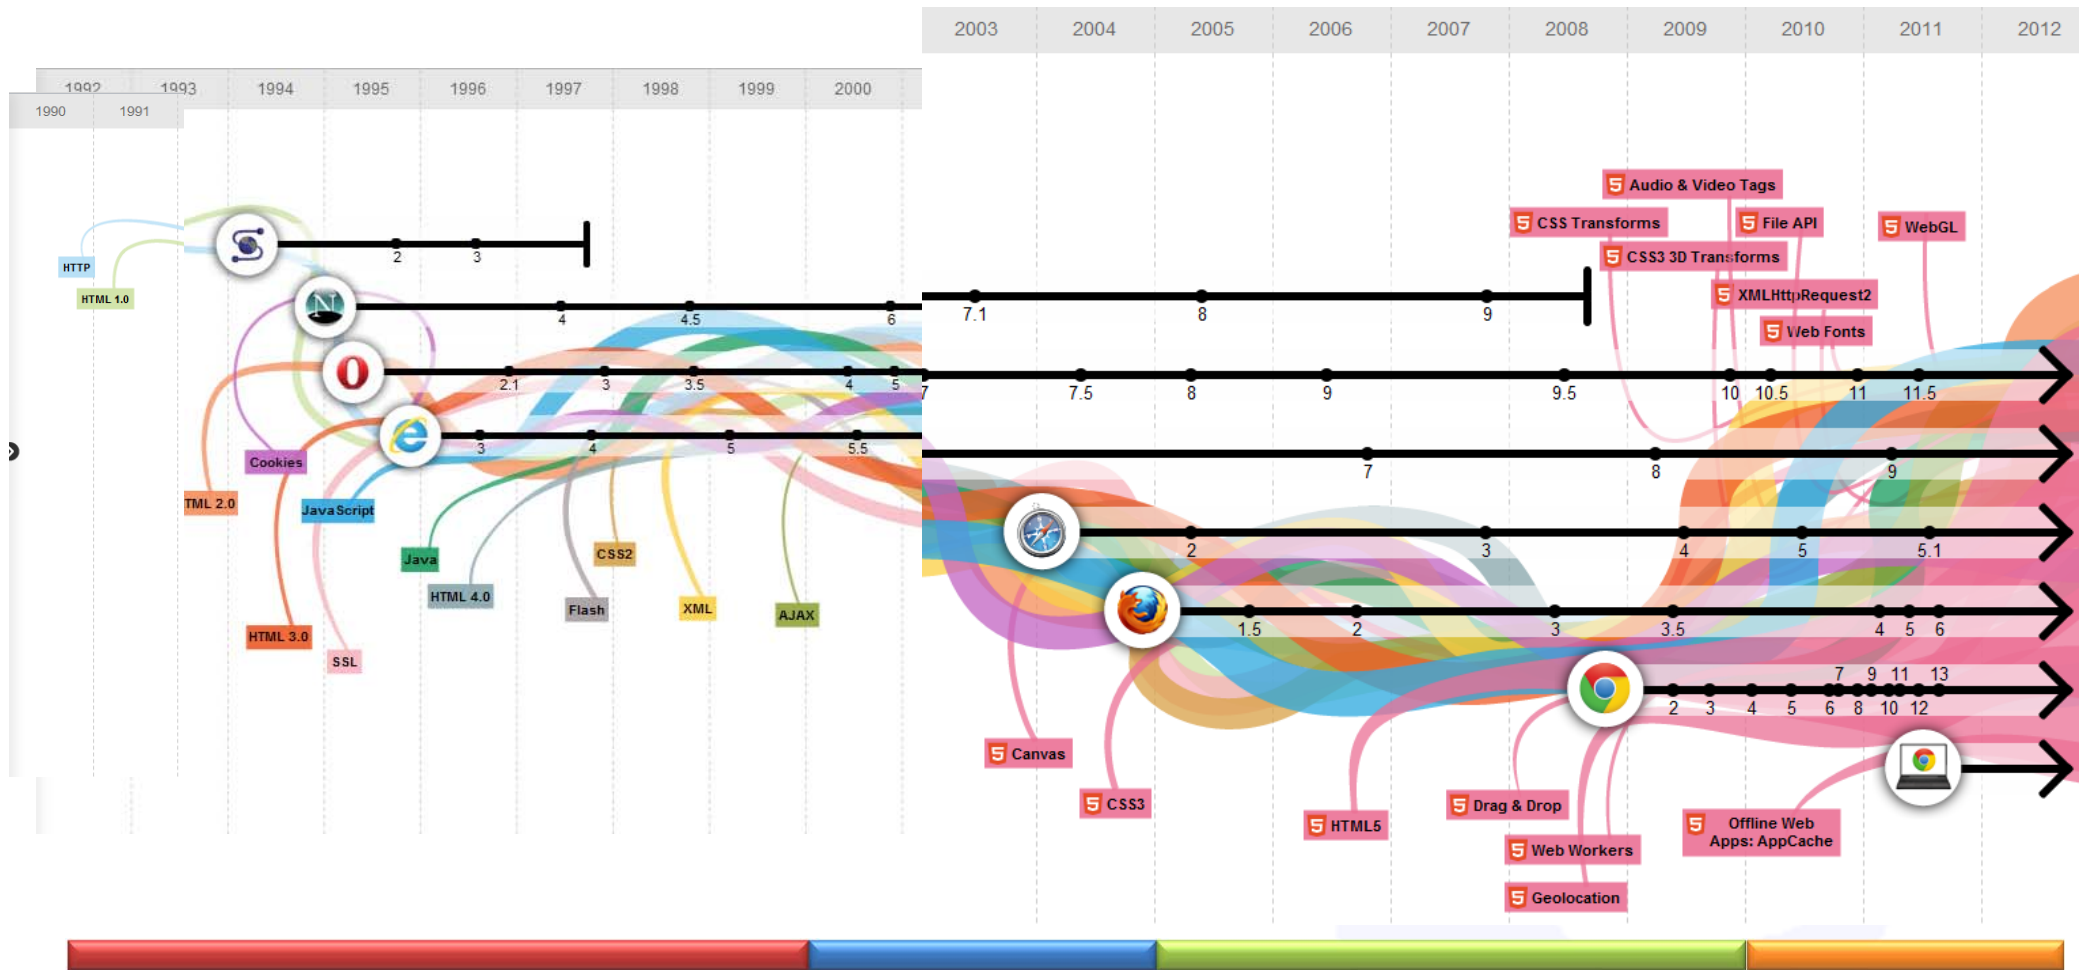 2003 2004 2005 2006 2007 2008 2009 2010 2011 2012
1992 1993 1994 1995 1996 1997 1998 1999 2000
1990 1991
Audio & Video Tags
CSS Transforms
File API
WebGL
CSS3 3D Transforms
XMLHttpRequest2
Web Fonts
HTTP
HTML 1.0
2 3
N
4 4.5 6
7.1 8 9
2.1 3 3.5 4 5
7 7.5 8 9 9.5 10 10.5 11 11.5
3 4 5 5.5
7 8 9
Cookies
TML 2.0
JavaScript
Java
HTML 4.0
CSS2
Flash
XML
AJAX
HTML 3.0
SSL
2 3 4 5 5.1
1.5 2 3 3.5 4 5 6
7 9 11 13
2 3 4 5 6 8 10 12
Canvas
CSS3
HTML5
Drag & Drop
Web Workers
Geolocation
Offline Web
Apps: AppCache